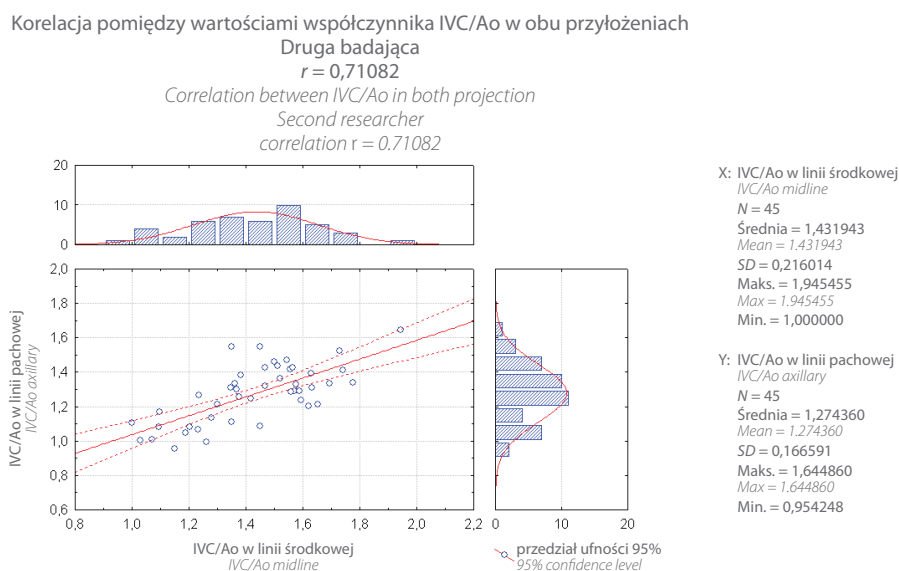 Korelacja pomiędzy wartościami współczynnika IVC/Ao w obu przyłożeniach
Druga badająca
r = 0,71082
Correlation between IVC/Ao in both projection
Second researcher
correlation r = 0.71082
20
10
0
2,0
1,8
1,6
1,4
1,2
1,0
0,8
0,6
IVC/Ao w linii pachowej
IVC/Ao axillary
0,8 1,0 1,2 1,4 1,6 1,8 2,0 2,2
IVC/Ao w linii środkowej
IVC/Ao midline
0 10 20
przedział ufności 95%
95% confidence level
X: IVC/Ao w linii środkowej
IVC/Ao midline
N = 45
Średnia = 1,431943
Mean = 1.431943
SD = 0,216014
Maks. = 1,945455
Max = 1.945455
Min. = 1,000000
Y: IVC/Ao w linii pachowej
IVC/Ao axillary
N = 45
Średnia = 1,274360
Mean = 1.274360
SD = 0,166591
Maks. = 1,644860
Max = 1.644860
Min. = 0,954248